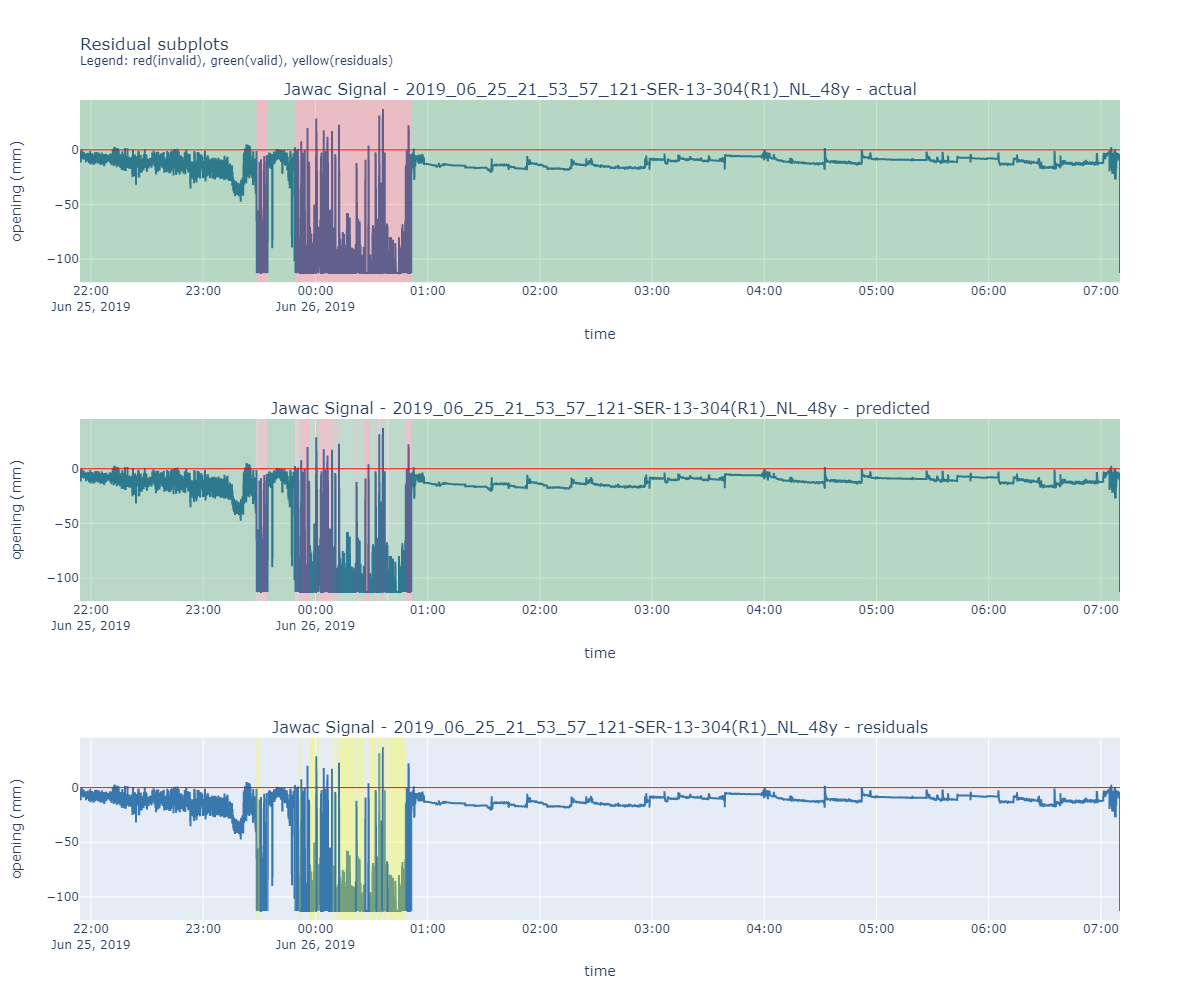 Residual subplots
Legend: red(invalid), green(valid), yellow(residuals)
Jawac Signal - 2019_06_25_21_53_57_121-SER-13-304(R1)_NL_48y - actual
opening (mm)
0
−50
−100
22:00 23:00 00:00 01:00 02:00 03:00 04:00 05:00 06:00 07:00
Jun 25, 2019 Jun 26, 2019
time
Jawac Signal - 2019_06_25_21_53_57_121-SER-13-304(R1)_NL_48y - predicted
opening (mm)
0
−50
−100
22:00 23:00 00:00 01:00 02:00 03:00 04:00 05:00 06:00 07:00
Jun 25, 2019 Jun 26, 2019
time
Jawac Signal - 2019_06_25_21_53_57_121-SER-13-304(R1)_NL_48y - residuals
opening (mm)
0
−50
−100
22:00 23:00 00:00 01:00 02:00 03:00 04:00 05:00 06:00 07:00
Jun 25, 2019 Jun 26, 2019
time